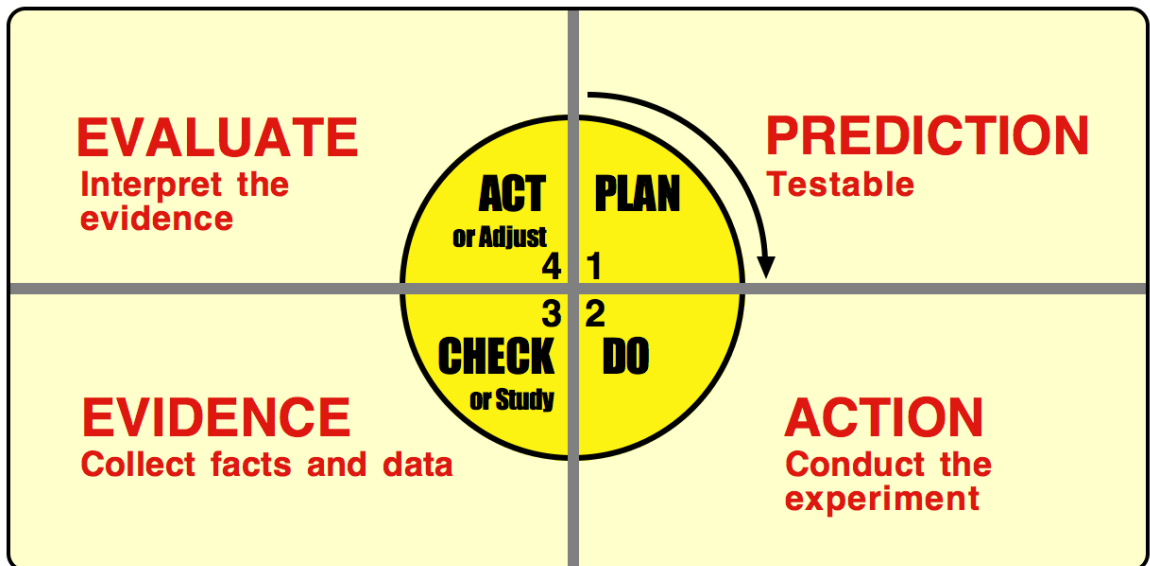 EVALUATE
Interpret the
evidence
PREDICTION
Testable
ACT
or Adjust
4
PLAN
1
3
CHECK
or Study
2
DO
EVIDENCE
Collect facts and data
ACTION
Conduct the
experiment